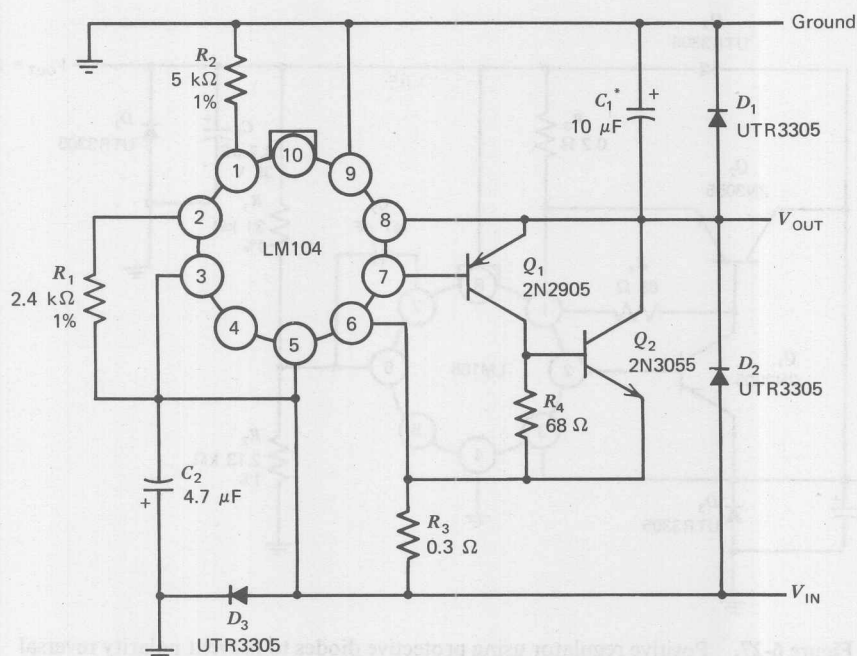 Ground
R2
5 kΩ
1%
C1*
+
10 μF
D1
UTR3305
10
1
9
2
8
VOUT
LM104
R1
2.4 kΩ
1%
3
7
Q1
2N2905
4
5
6
Q2
2N3055
D2
UTR3305
R4
68 Ω
C2
4.7 μF
+
R3
0.3 Ω
VIN
D3
UTR3305